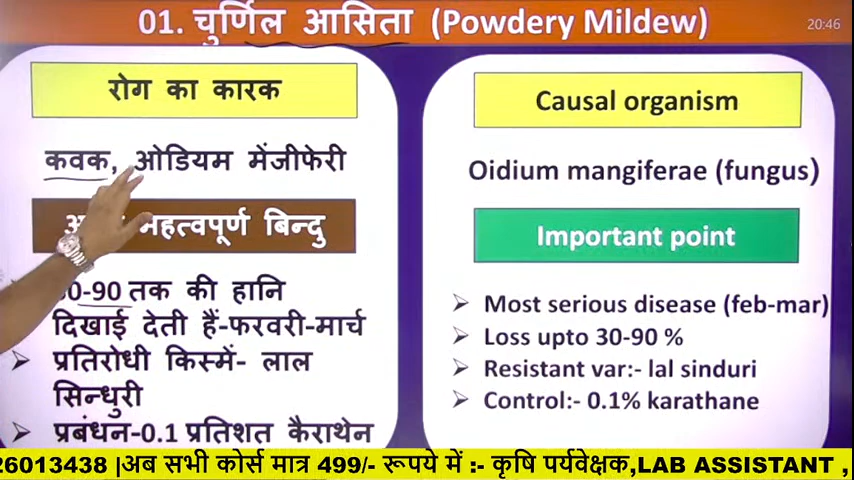 01. चुर्णिल आसिता (Powdery Mildew)
20:46
रोग का कारक
कवक, ओडियम मेंजीफेरी
महत्वपूर्ण बिन्दु
0-90 तक की हानि
दिखाई देती हैं-फरवरी-मार्च
प्रतिरोधी किस्में- लाल
सिन्धुरी
प्रबंधन-0.1 प्रतिशत कैराथेन
Causal organism
Oidium mangiferae (fungus)
Important point
Most serious disease (feb-mar)
Loss upto 30-90 %
Resistant var:- lal sinduri
Control:- 0.1% karathane
26013438 |अब सभी कोर्स मात्र 499/- रूपये में :- कृषि पर्यवेक्षक,LAB ASSISTANT ,